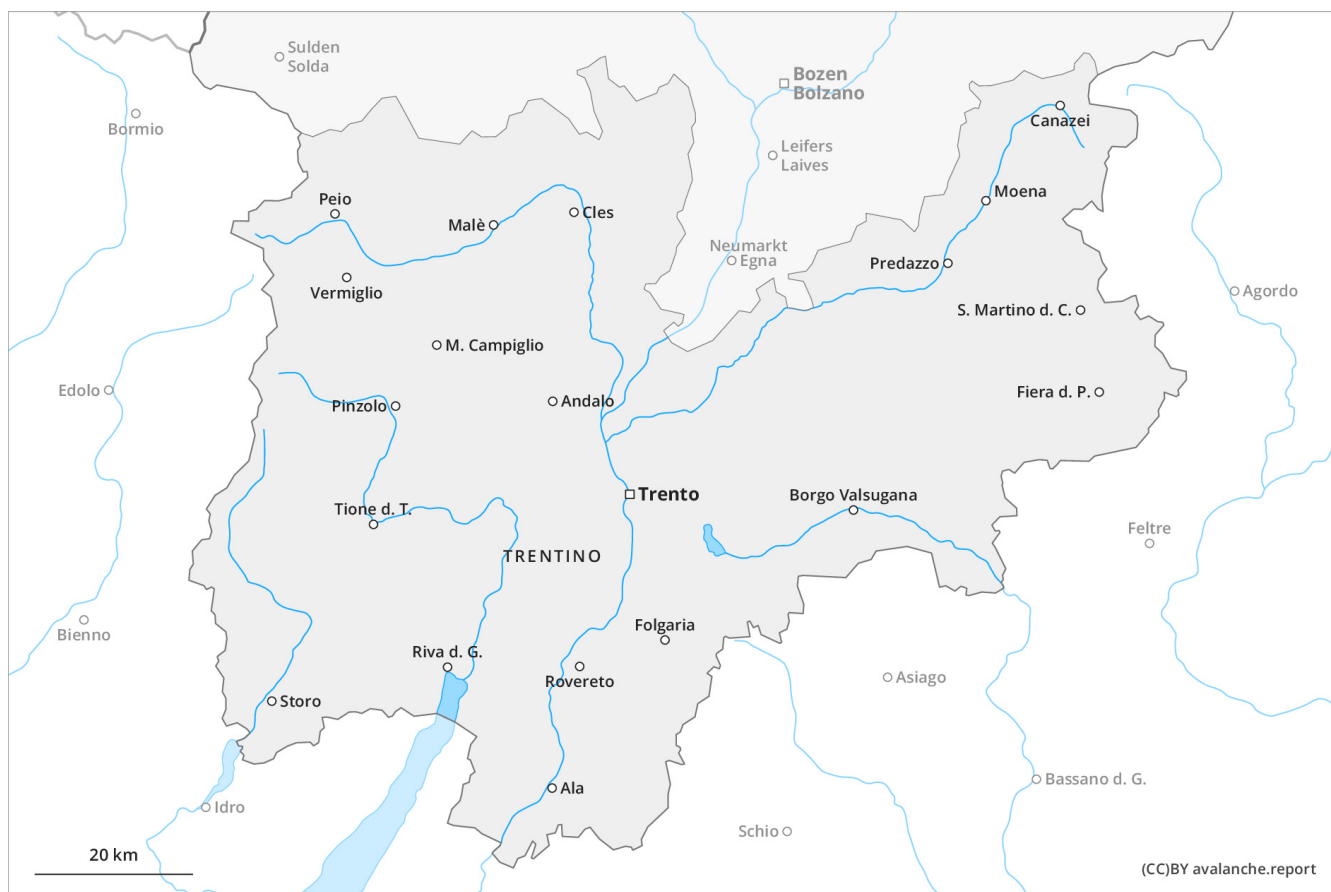 Sulden
Solda
Bozen
Bolzano
Bormio
Canazei
Leifers
Laives
Peio
Malè
Cles
Moena
Neumarkt
Egna
Predazzo
Vermiglio
Agordo
S. Martino d. C.
M. Campiglio
Edolo
Pinzolo
Andalo
Fiera d. P.
Trento
Borgo Valsugana
Tione d. T.
Feltre
TRENTINO
Bienno
Folgaria
Riva d. G.
Rovereto
Asiago
Storo
Bassano d. G.
Ala
Idro
Schio
20 km
(CC)BY avalanche.report